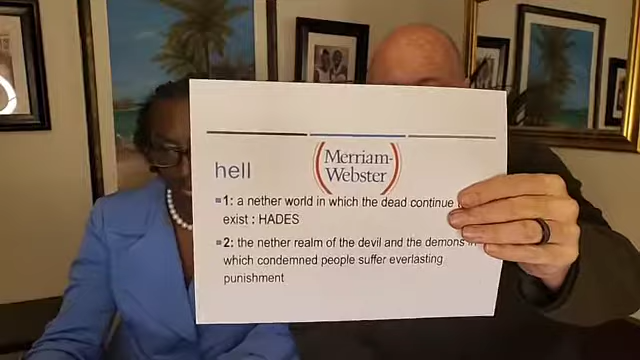 Merriam-
Webster
hell
1: a nether world in which the dead continue
exist : HADES
2: the nether realm of the devil and the demons in
which condemned people suffer everlasting
punishment